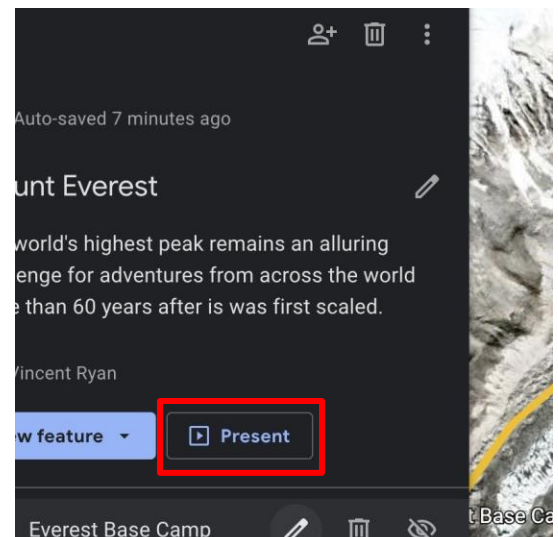 Auto-saved 7 minutes ago
unt Everest
world's highest peak remains an alluring
enge for adventures from across the world
e than 60 years after is was first scaled.
Vincent Ryan
w feature
Present
Everest Base Camp
Base Ca